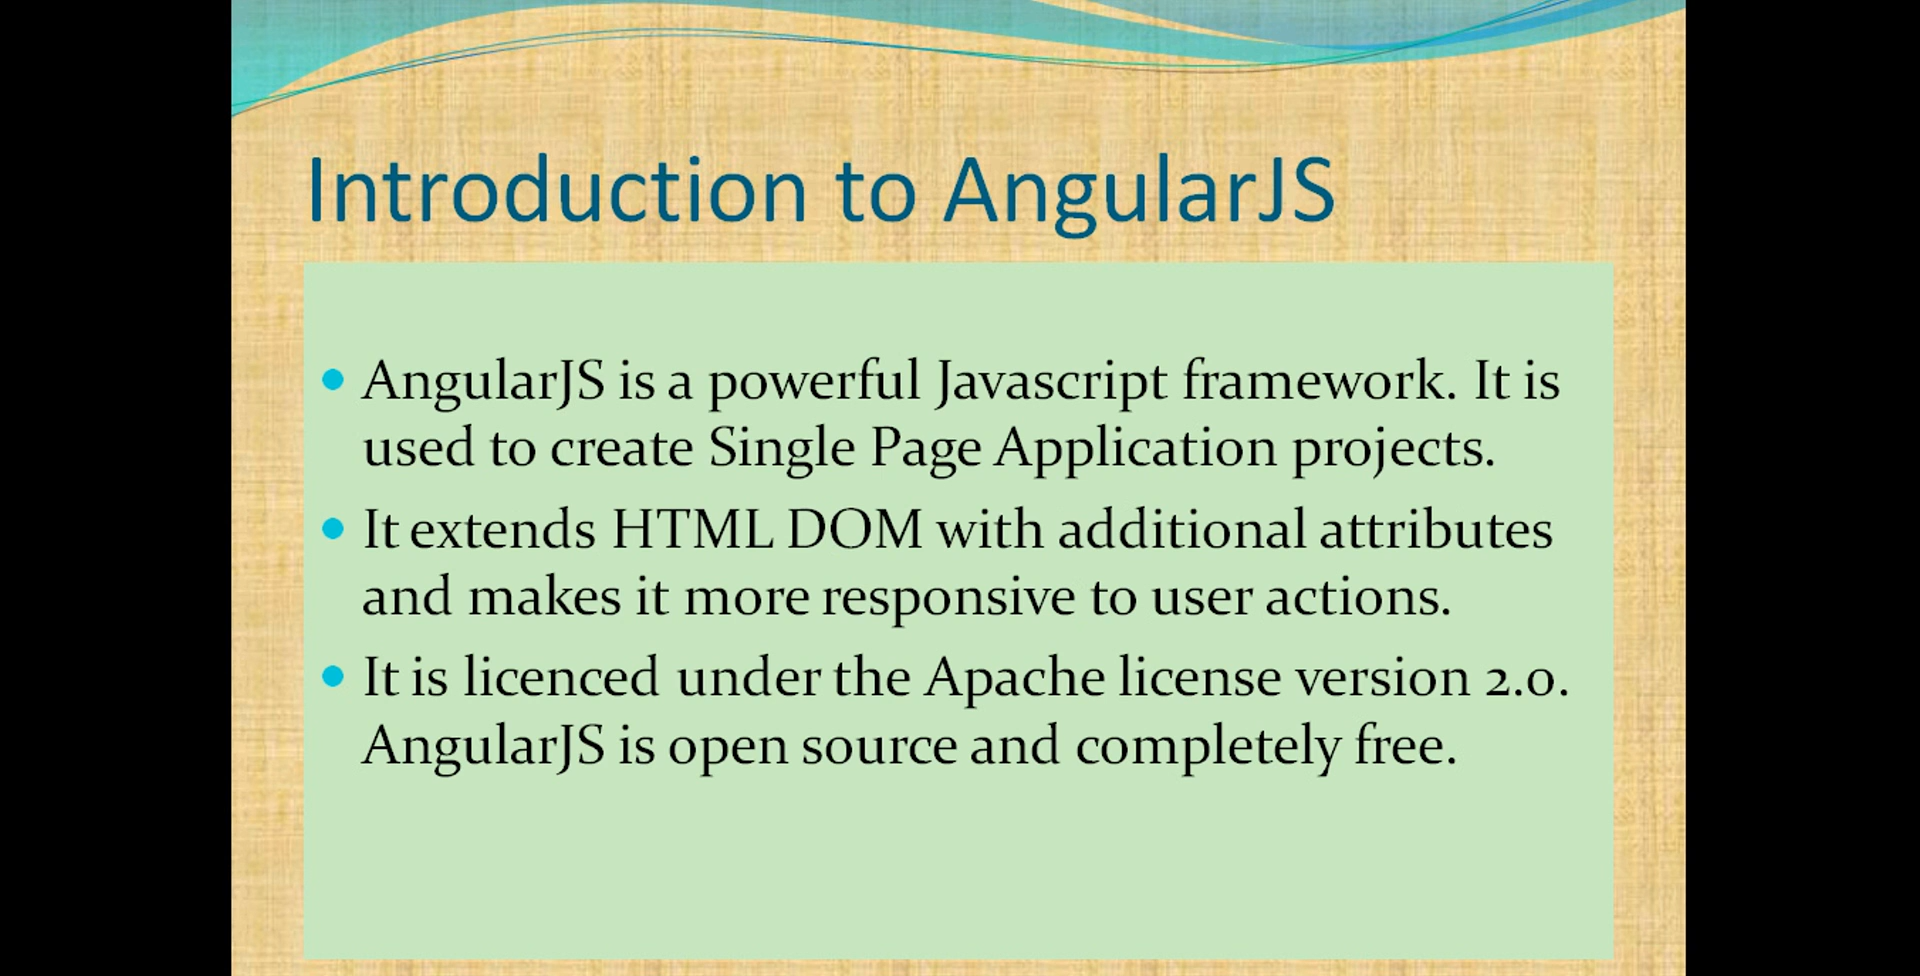 Introduction to AngularJS
• AngularJS is a powerful Javascript framework. It is
used to create Single Page Application projects.
• It extends HTML DOM with additional attributes
and makes it more responsive to user actions.
• It is licenced under the Apache license version 2.0.
AngularJS is open source and completely free.